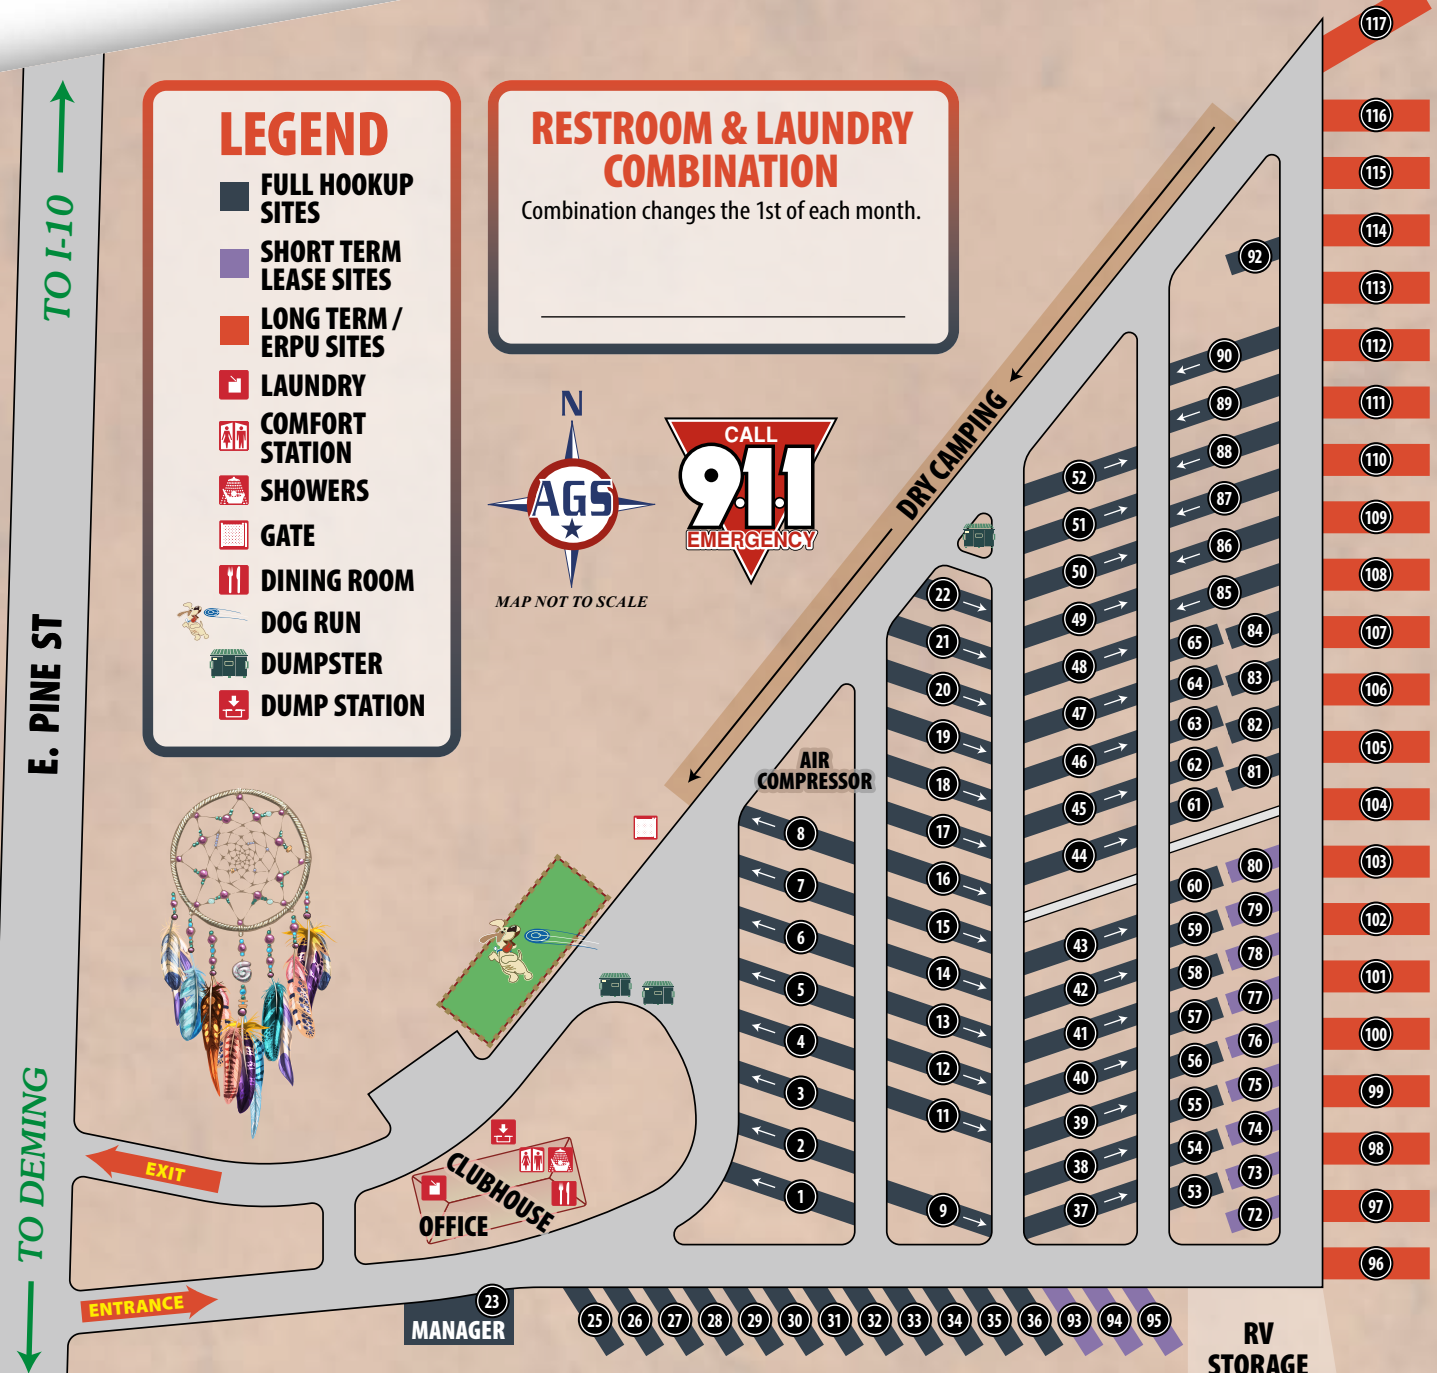 LEGEND
FULL HOOKUP
SITES
SHORT TERM
LEASE SITES
LONG TERM /
ERPU SITES
LAUNDRY
COMFORT
STATION
SHOWERS
GATE
DINING ROOM
DOG RUN
DUMPSTER
DUMP STATION
RESTROOM & LAUNDRY
COMBINATION
Combination changes the 1st of each month.
TO I-10
E. PINE ST
TO DEMING
N
AGS
MAP NOT TO SCALE
CALL
911
EMERGENCY
DRY CAMPING
AIR
COMPRESSOR
EXIT
ENTRANCE
CLUBHOUSE
OFFICE
23
MANAGER
8
7
6
5
4
3
2
1
22
21
20
19
18
17
16
15
14
13
12
11
9
52
51
50
49
48
47
46
45
44
43
42
41
40
39
38
37
92
90
89
88
87
86
85
65
84
64
83
63
82
62
81
61
60
80
59
79
58
78
57
77
56
76
55
75
54
74
53
73
72
117
116
115
114
113
112
111
110
109
108
107
106
105
104
103
102
101
100
99
98
97
96
25 26 27 28 29 30 31 32 33 34 35 36 93 94 95
RV
STORAGE